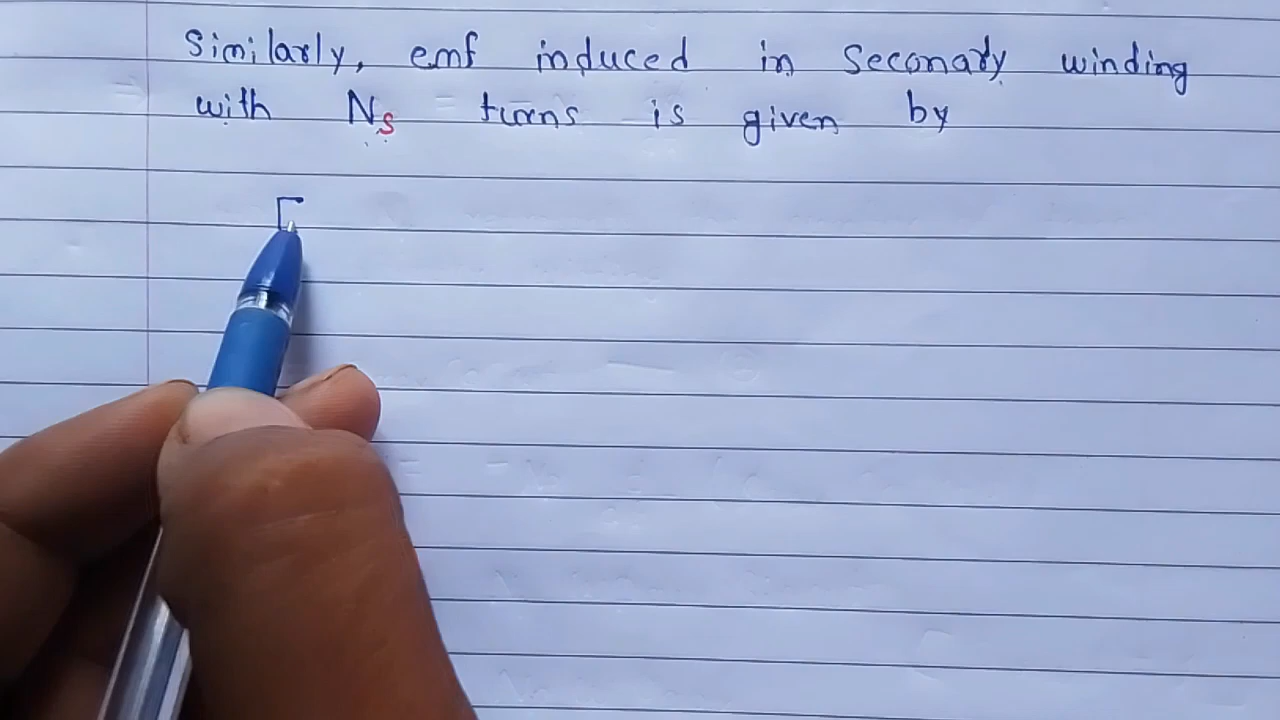 Similarly, emf induced in Seconary winding
with Ns turns is given by